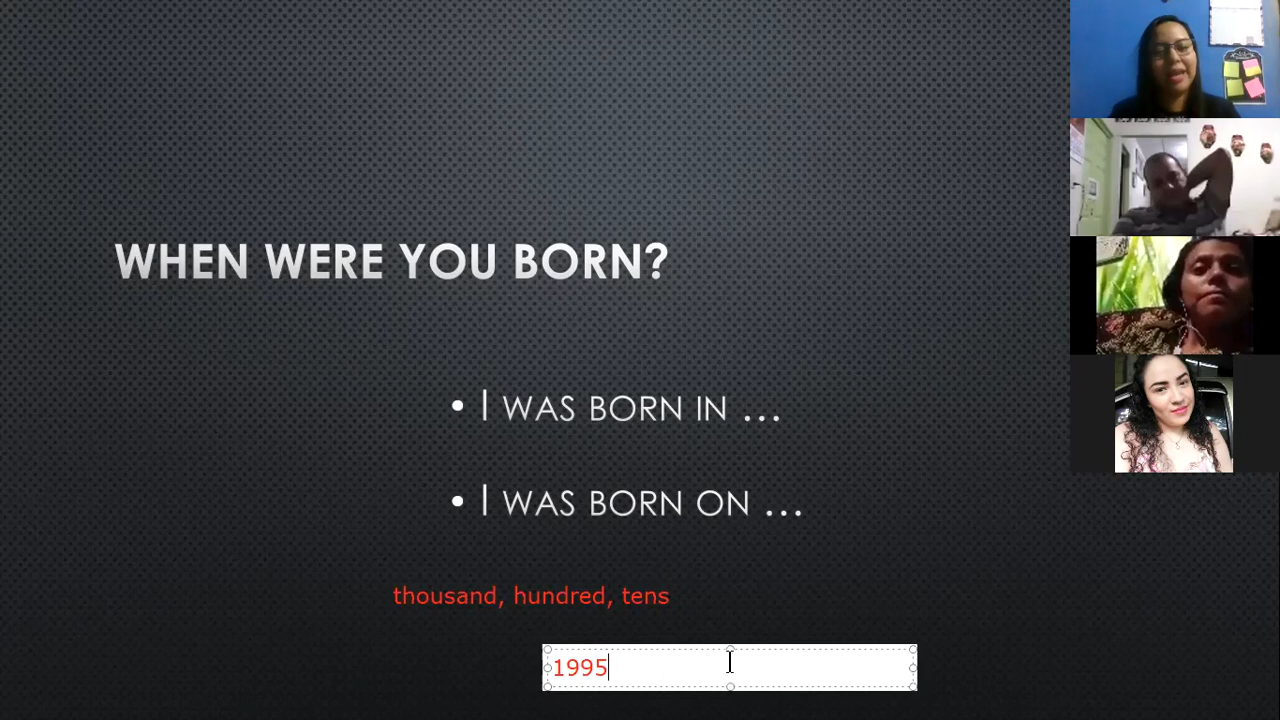 WHEN WERE YOU BORN?
• I WAS BORN IN ...
• I WAS BORN ON ...
thousand, hundred, tens
1995